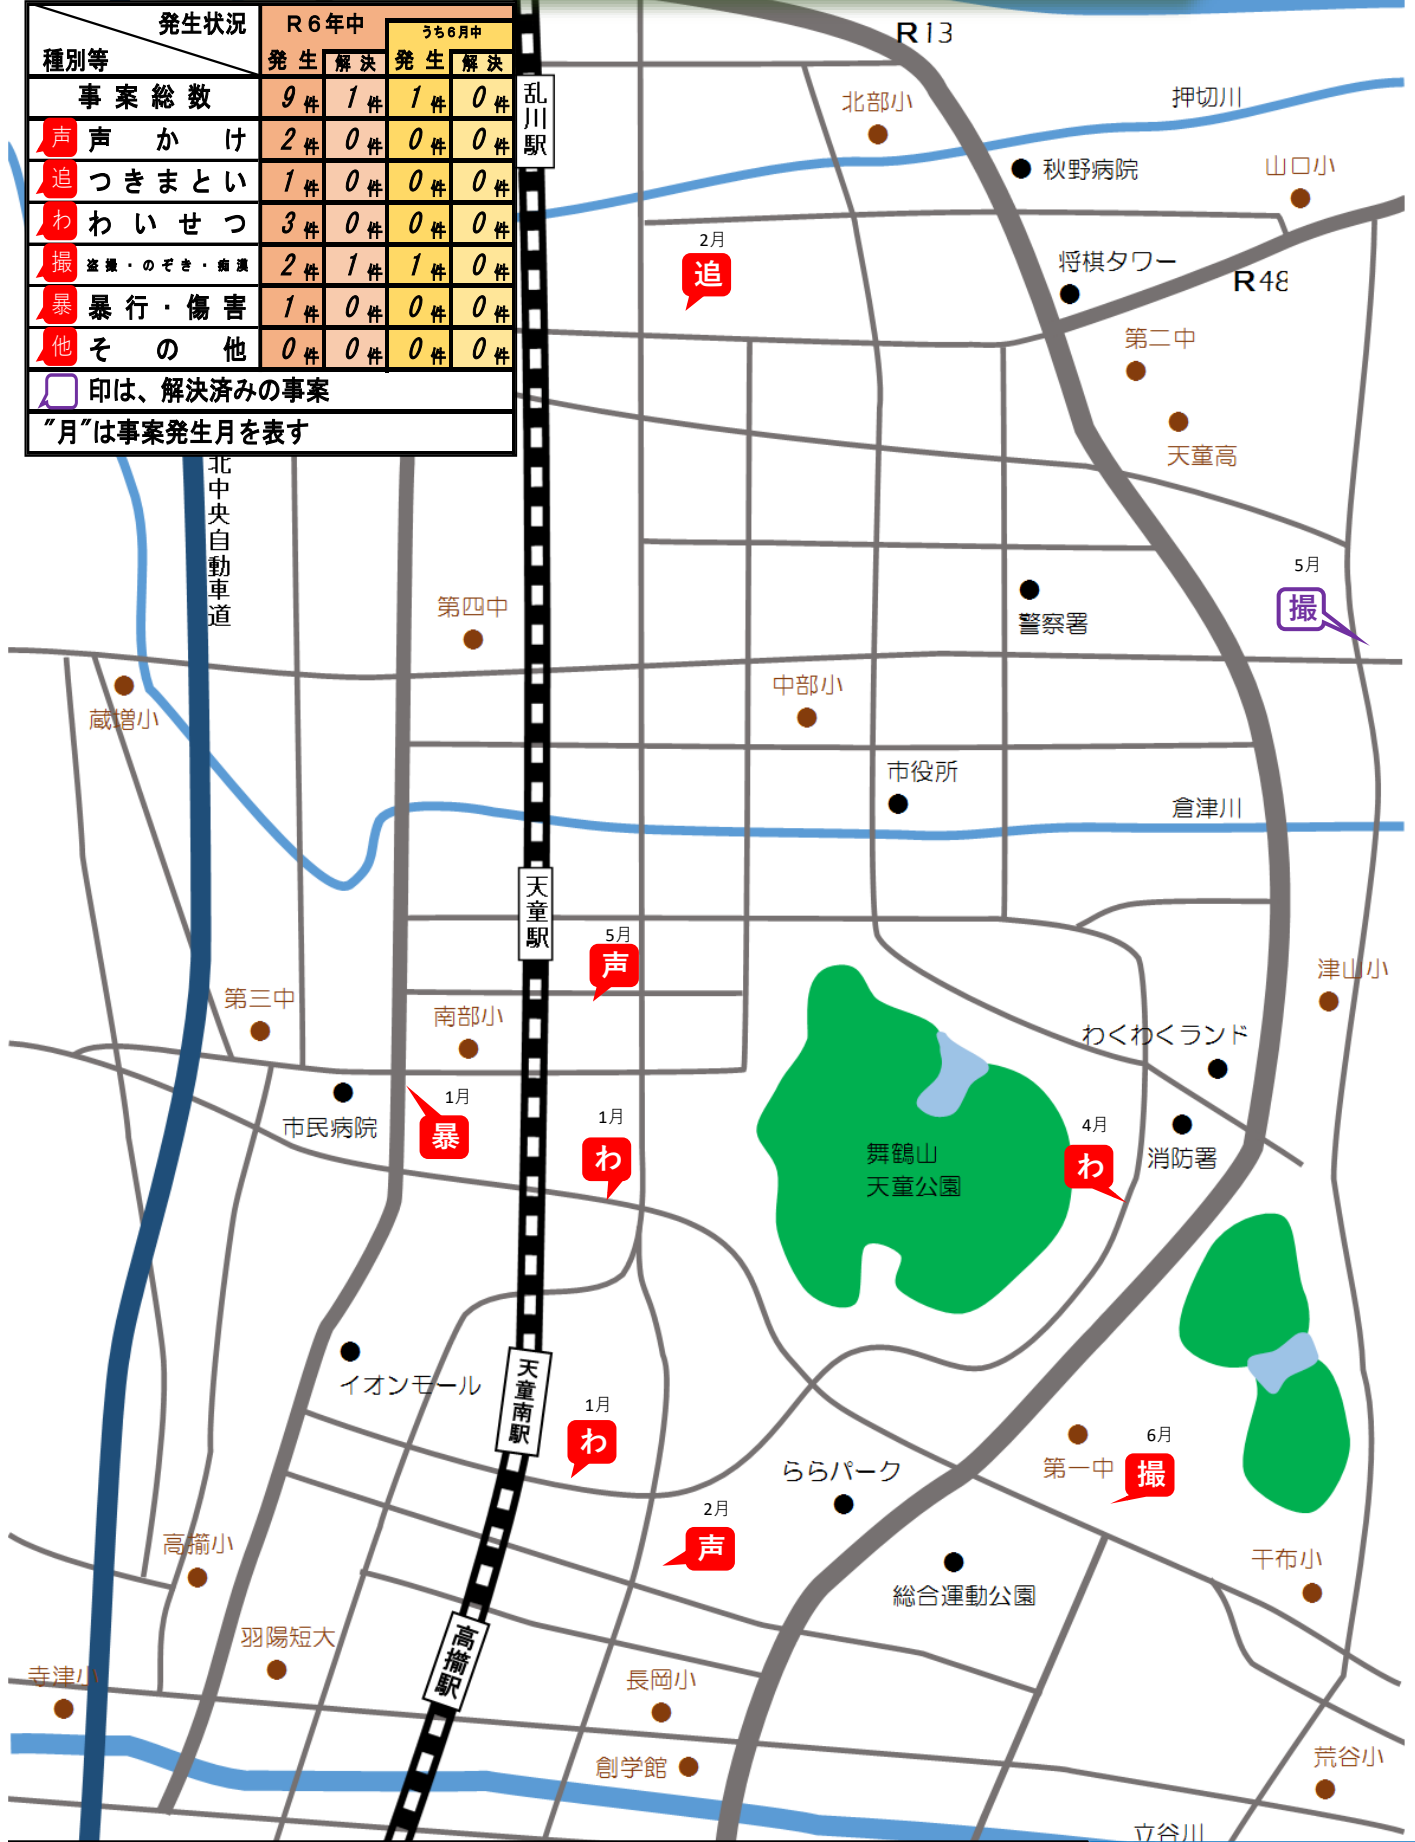 発生状況
種別等
R6年中
うち6月中
発生 解決 発生 解決
事案総数 9件 1件 1件 0件
声 声かけ 2件 0件 0件 0件
追 つきまとい 1件 0件 0件 0件
わ わいせつ 3件 0件 0件 0件
撮 盗撮・のぞき・痴漢 2件 1件 1件 0件
暴 暴行・傷害 1件 0件 0件 0件
他 その他 0件 0件 0件 0件
印は、解決済みの事案
"月"は事案発生月を表す
R13
乱川駅
北部小
押切川
秋野病院
山口小
2月
追
将棋タワー
R48
第二中
天童高
北中央自動車道
5月
撮
第四中
警察署
中部小
蔵増小
市役所
倉津川
天童駅
5月
声
津山小
第三中
南部小
わくわくランド
市民病院
1月
暴
1月
わ
4月
わ
消防署
舞鶴山
天童公園
イオンモール
天童南駅
1月
わ
ららパーク
第一中
6月
撮
2月
声
高擶小
総合運動公園
干布小
羽陽短大
高擶駅
寺津小
長岡小
創学館
荒谷小
立谷川